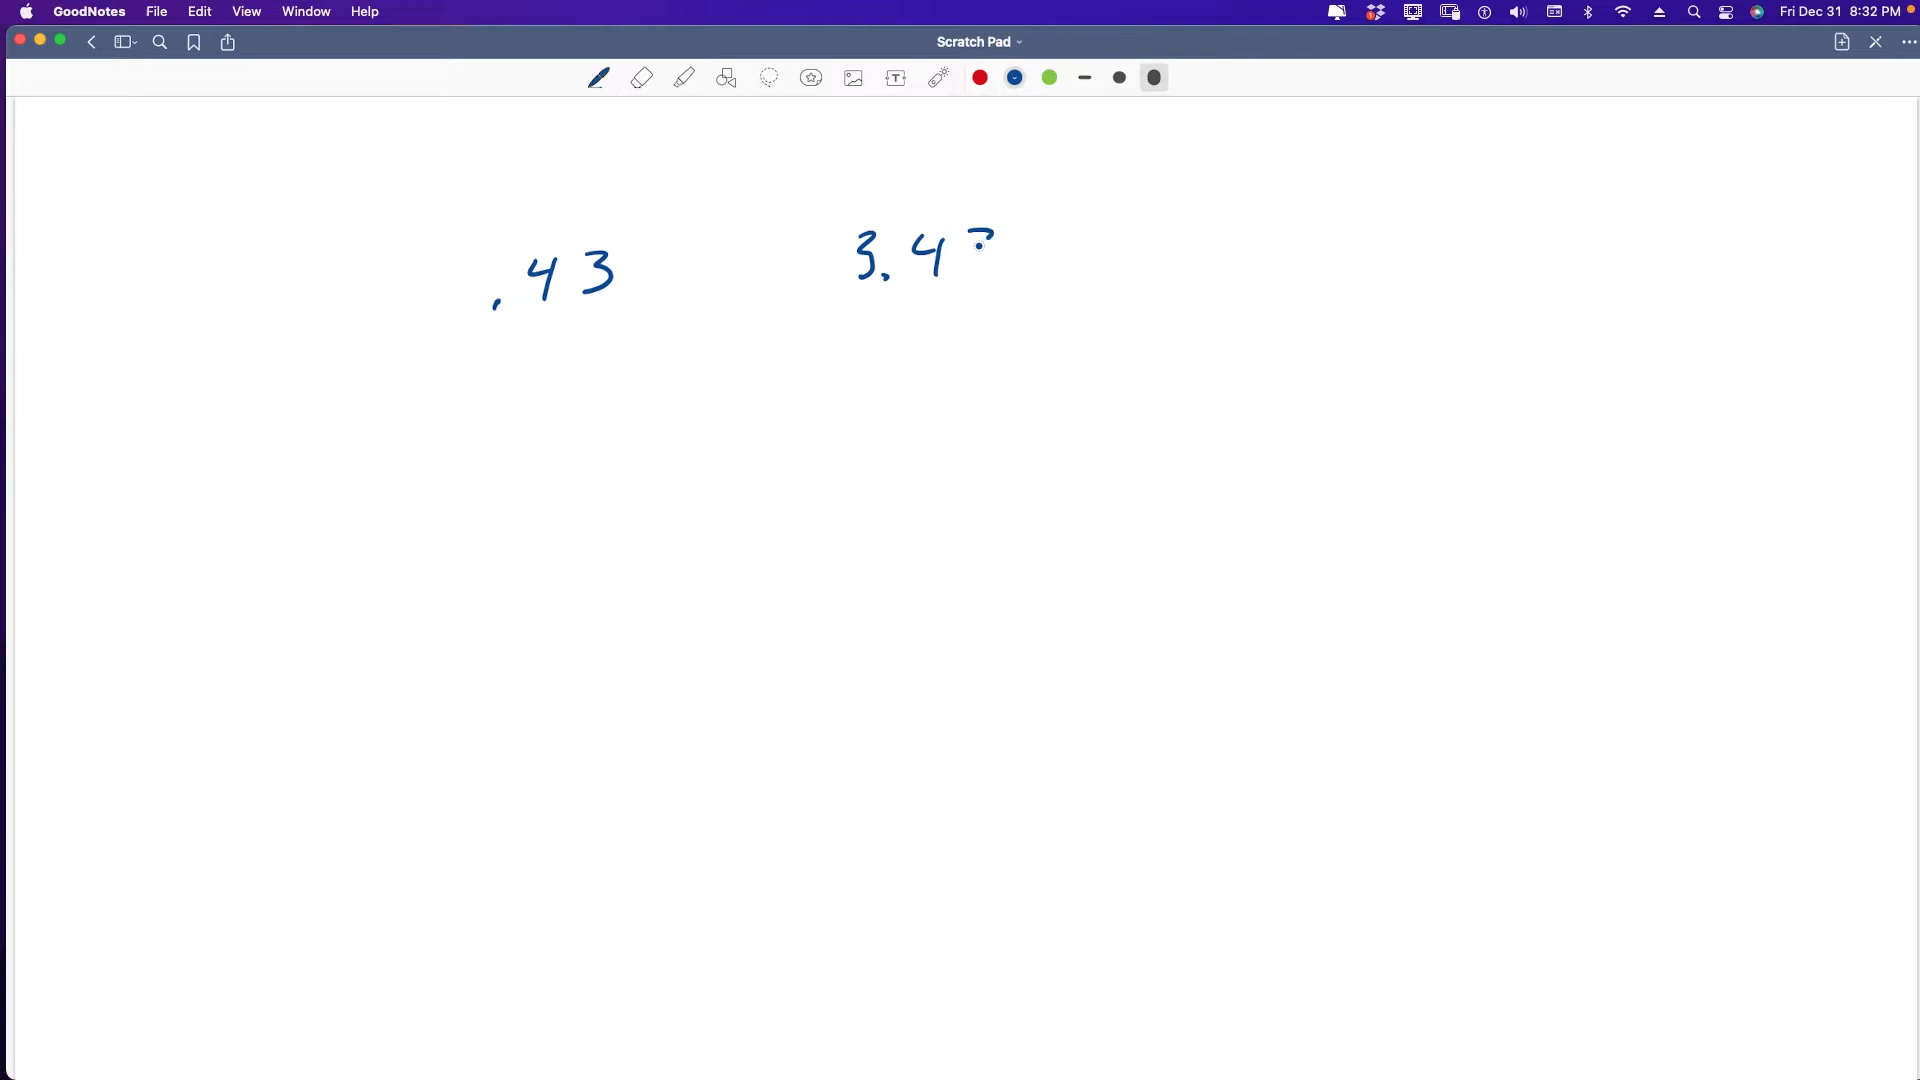 GoodNotes File Edit View Window Help Fri Dec 31 8:32 PM
Scratch Pad
.43 3.4